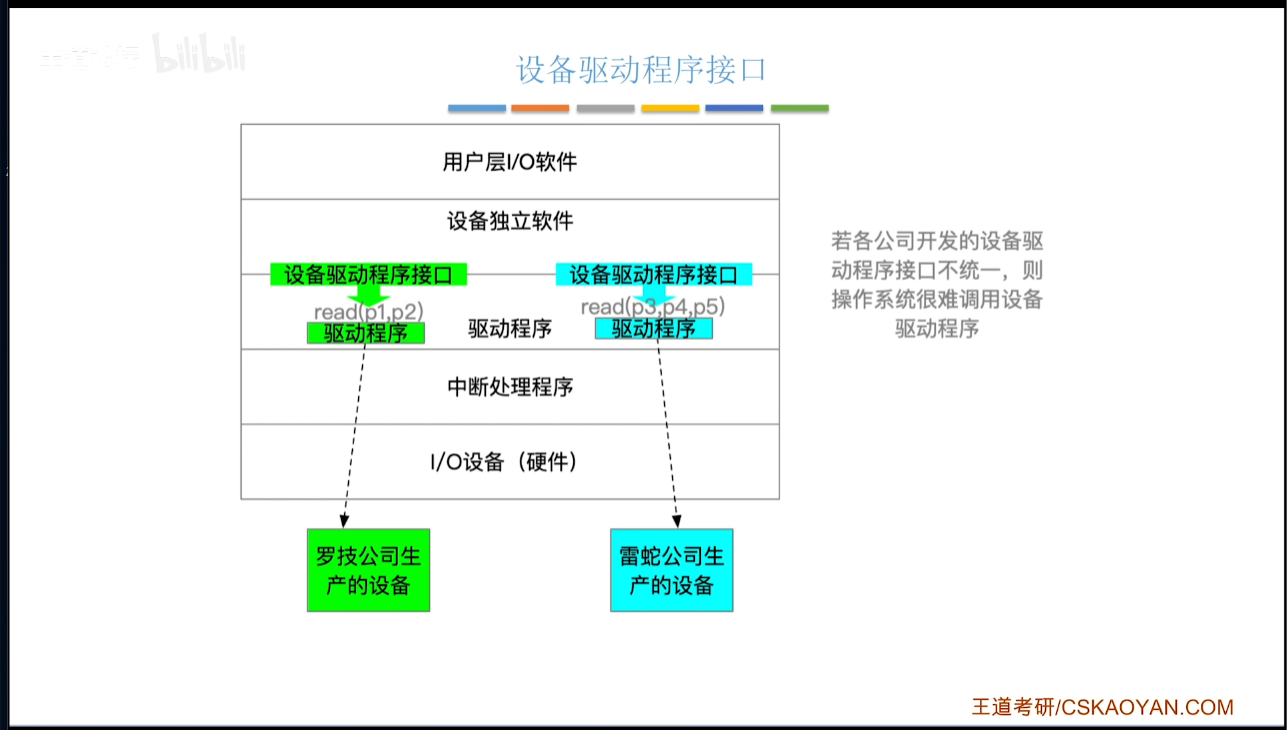 bilibili
设备驱动程序接口
用户层I/O软件
设备独立软件
设备驱动程序接口
设备驱动程序接口
read(p1,p2)
read(p3,p4,p5)
驱动程序
驱动程序
驱动程序
中断处理程序
I/O设备（硬件）
罗技公司生
产的设备
雷蛇公司生
产的设备
若各公司开发的设备驱
动程序接口不统一，则
操作系统很难调用设备
驱动程序
王道考研/CSKAOYAN.COM